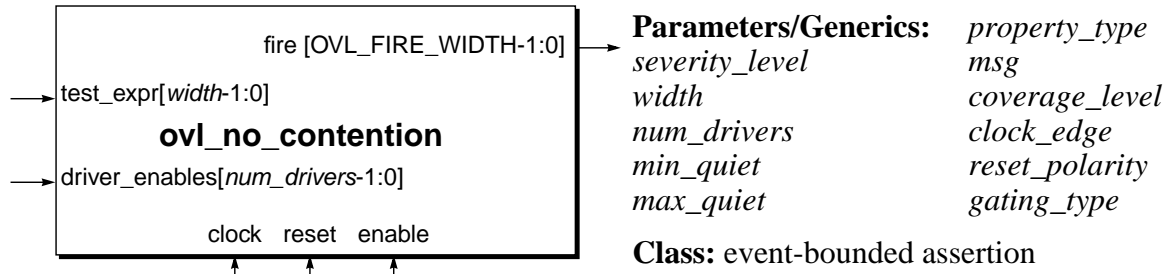 fire [OVL_FIRE_WIDTH-1:0]
test_expr[width-1:0]
ovl_no_contention
driver_enables[num_drivers-1:0]
clock reset enable
Parameters/Generics: property_type
severity_level msg
width coverage_level
num_drivers clock_edge
min_quiet reset_polarity
max_quiet gating_type
Class: event-bounded assertion